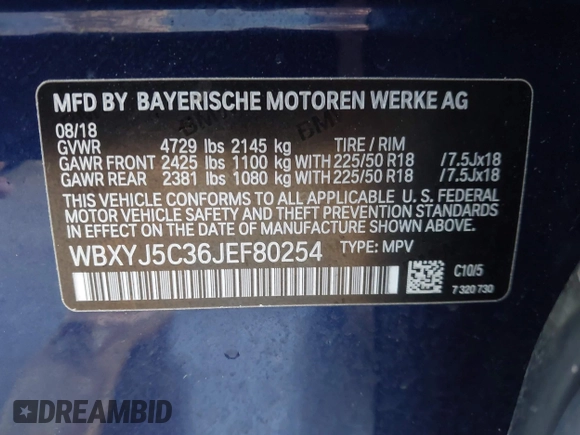 MFD BY BAYERISCHE MOTOREN WERKE AG
08/18
GVWR 4729 lbs 2145 kg TIRE / RIM
GAWR FRONT 2425 lbs 1100 kg WITH 225/50 R18 /7.5Jx18
GAWR REAR 2381 lbs 1080 kg WITH 225/50 R18 /7.5Jx18
THIS VEHICLE CONFORMS TO ALL APPLICABLE U. S. FEDERAL
MOTOR VEHICLE SAFETY AND THEFT PREVENTION
STANDARDS IN EFFECT ON THE DATE OF MANUFACTURE SHOWN ABOVE.
WBXYJ5C36JEF80254 TYPE: MPV
C10/5
7 320 730
DREAMBID